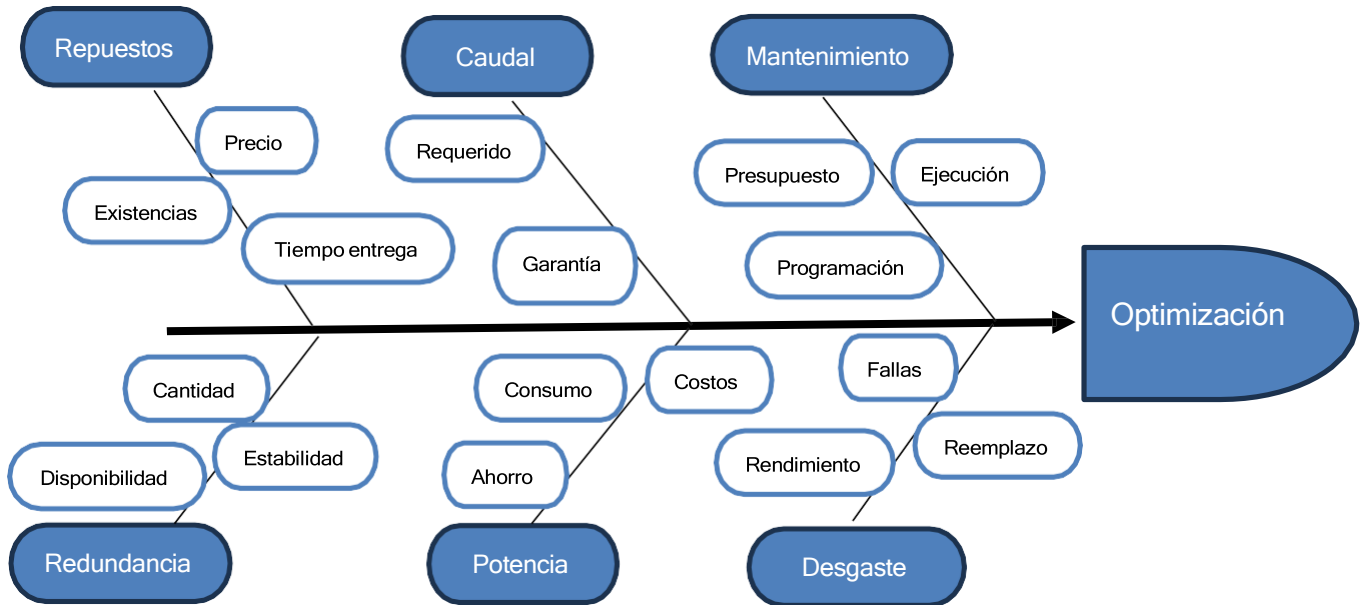 Repuestos
Caudal
Mantenimiento
Precio
Requerido
Presupuesto
Ejecución
Existencias
Tiempo entrega
Garantía
Programación
Optimización
Cantidad
Consumo
Costos
Fallas
Disponibilidad
Estabilidad
Ahorro
Rendimiento
Reemplazo
Redundancia
Potencia
Desgaste